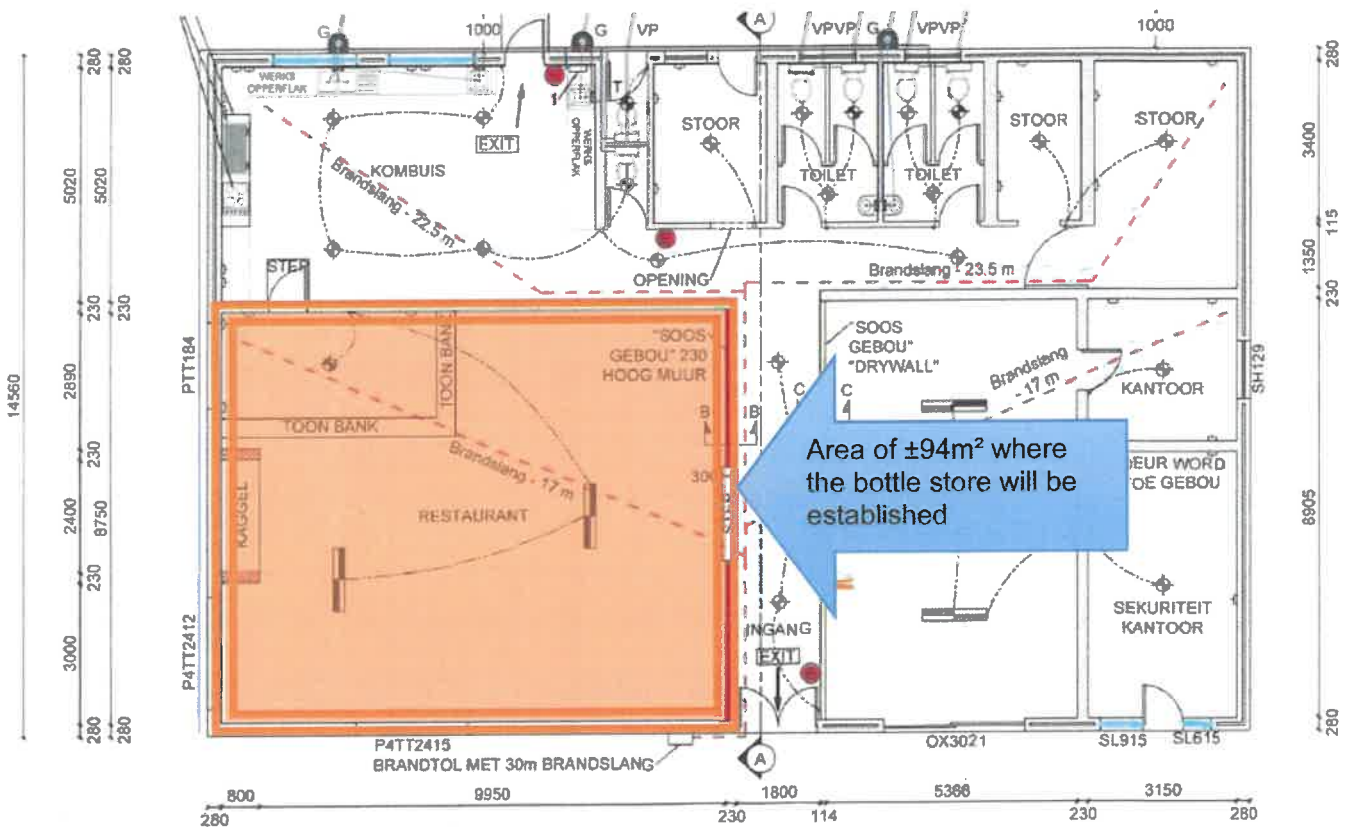 G
VP
A
VPVP
G
VPVP
1000
G
1000
280
280
WERKS
OPPERFLAK
T
EXIT
WERKS
OPPERFLAK
STOOR
TOILET
TOILET
STOOR
STOOR
KOMBUIS
Brandslang - 22.5 m
5020
5020
280
3400
115
1350
230
STEP
OPENING
Brandslang - 23.5 m
230
230
14560
PTT184
"SOOS
GEBOU" 230
HOOG MUUR
TOON BANK
TOON BANK
"SOOS
GEBOU"
"DRYWALL"
Brandslang
-17 m
KANTOOR
SH129
2890
B
B
C
C
Area of ±94m² where
the bottle store will be
established
DEUR WORD
TOE GEBOU
Brandslang - 17 m
230
2400
8750
230
KAGGEL
RESTAURANT
8905
SEKURITEIT
KANTOOR
P4TT2412
3000
INGANG
EXIT
280
280
280
P4TT2415
OX3021
SL915
SL615
BRANDTOL MET 30m BRANDSLANG
A
800
9950
1800
5366
3150
280
230
114
230
280